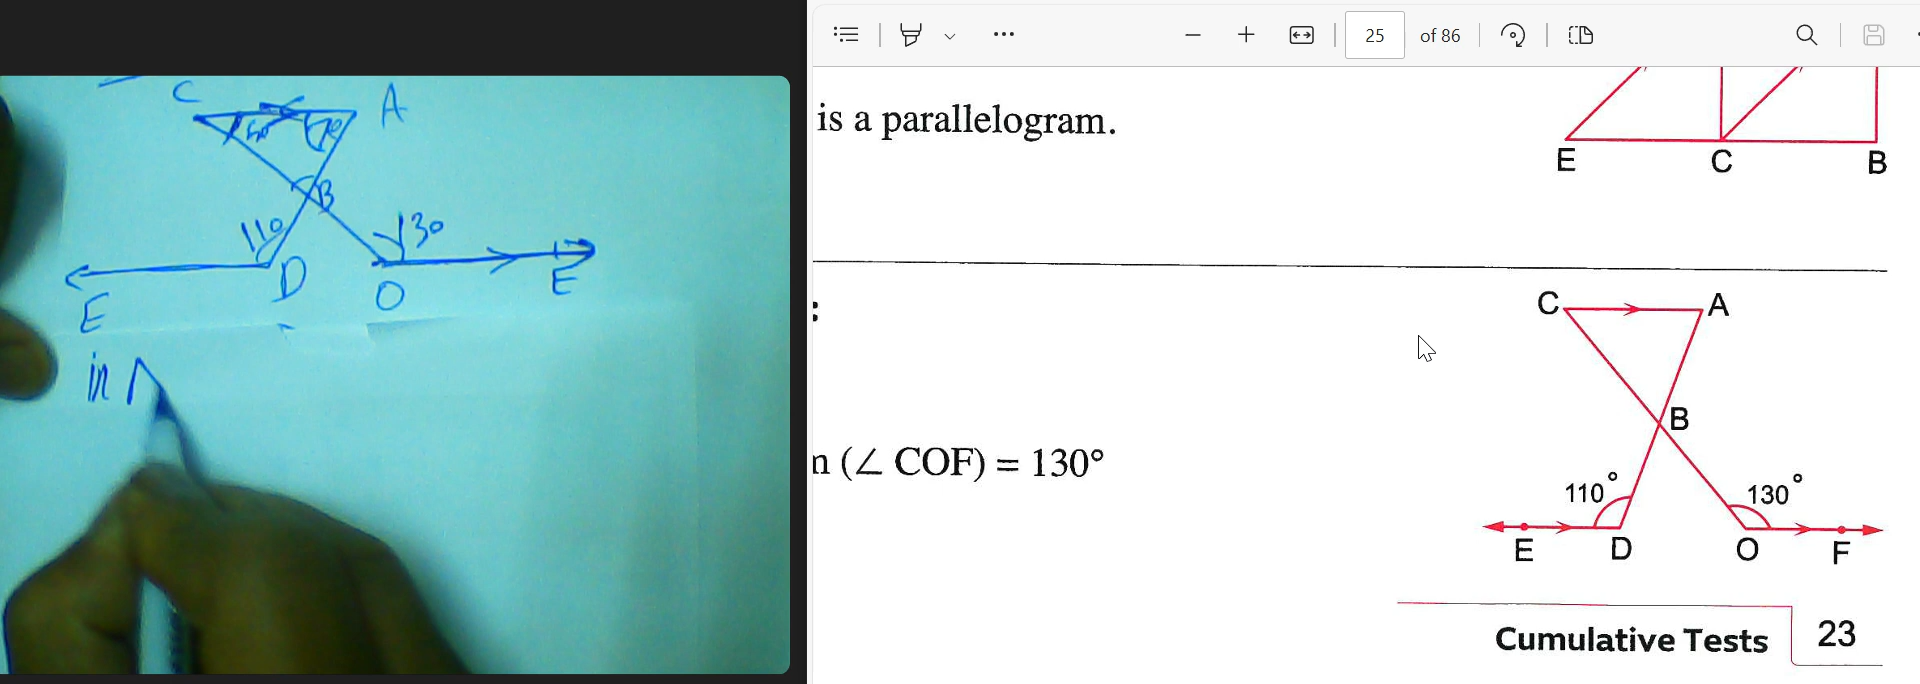 C
A
50
70
B
110
130
D
O
E
E
in
25
of 86
is a parallelogram.
E
C
B
:
C
A
B
n (∠ COF) = 130°
110°
130°
E
D
O
F
Cumulative Tests
23